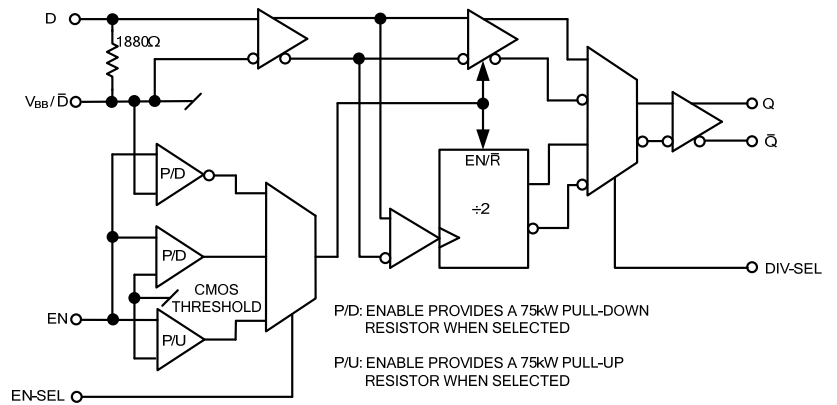 D
1880Ω
VBB/D̄
P/D
EN/R̄
÷2
Q
Q̄
P/D
CMOS
THRESHOLD
DIV-SEL
EN
P/U
P/D: ENABLE PROVIDES A 75kW PULL-DOWN
RESISTOR WHEN SELECTED
P/U: ENABLE PROVIDES A 75kW PULL-UP
RESISTOR WHEN SELECTED
EN-SEL